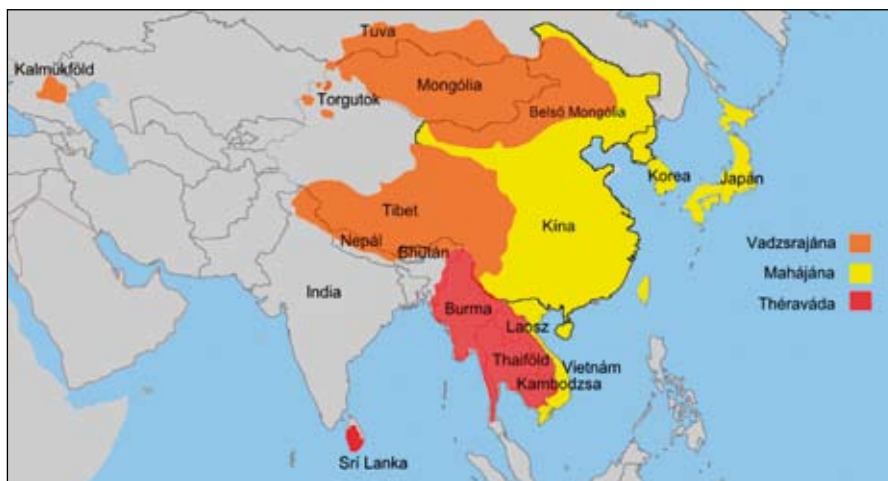 Tuva
Kalmükföld
Mongólia
Torgutok
Belső Mongólia
Korea
Japán
Tibet
Kína
Nepál
Bhután
India
Burma
Laosz
Thaiföld
Vietnám
Kambodzsa
Srí Lanka
Vadzsrajána
Mahájána
Théraváda